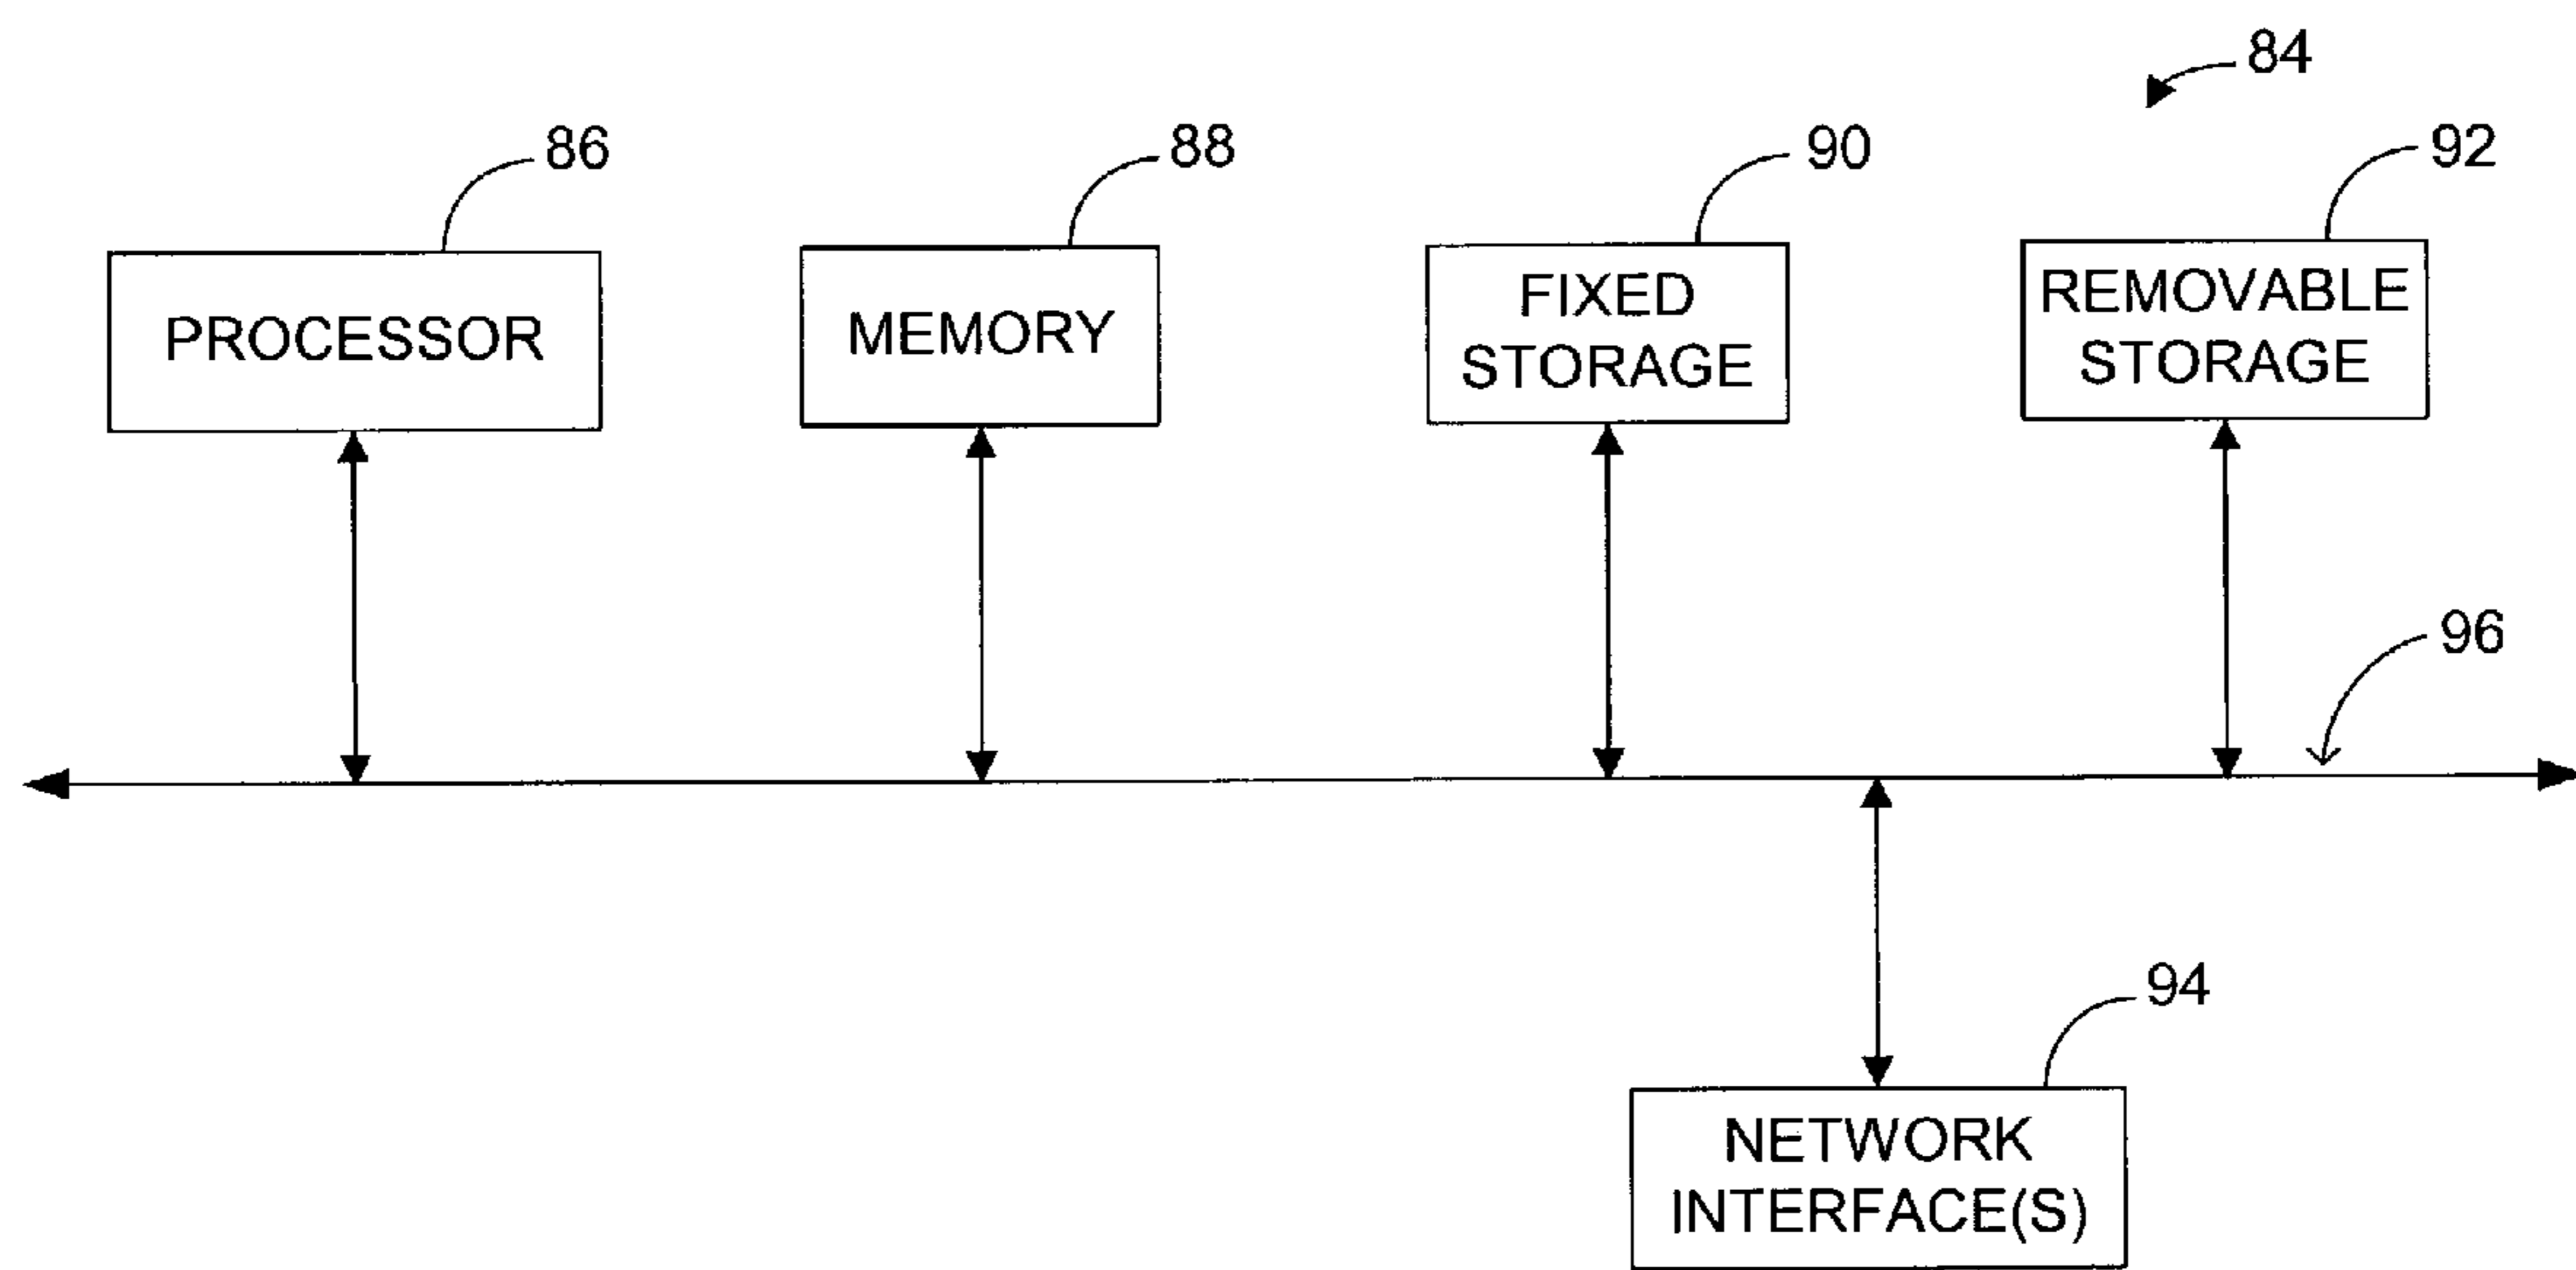 84
86
88
90
92
PROCESSOR
MEMORY
FIXED
STORAGE
REMOVABLE
STORAGE
96
94
NETWORK
INTERFACE(S)